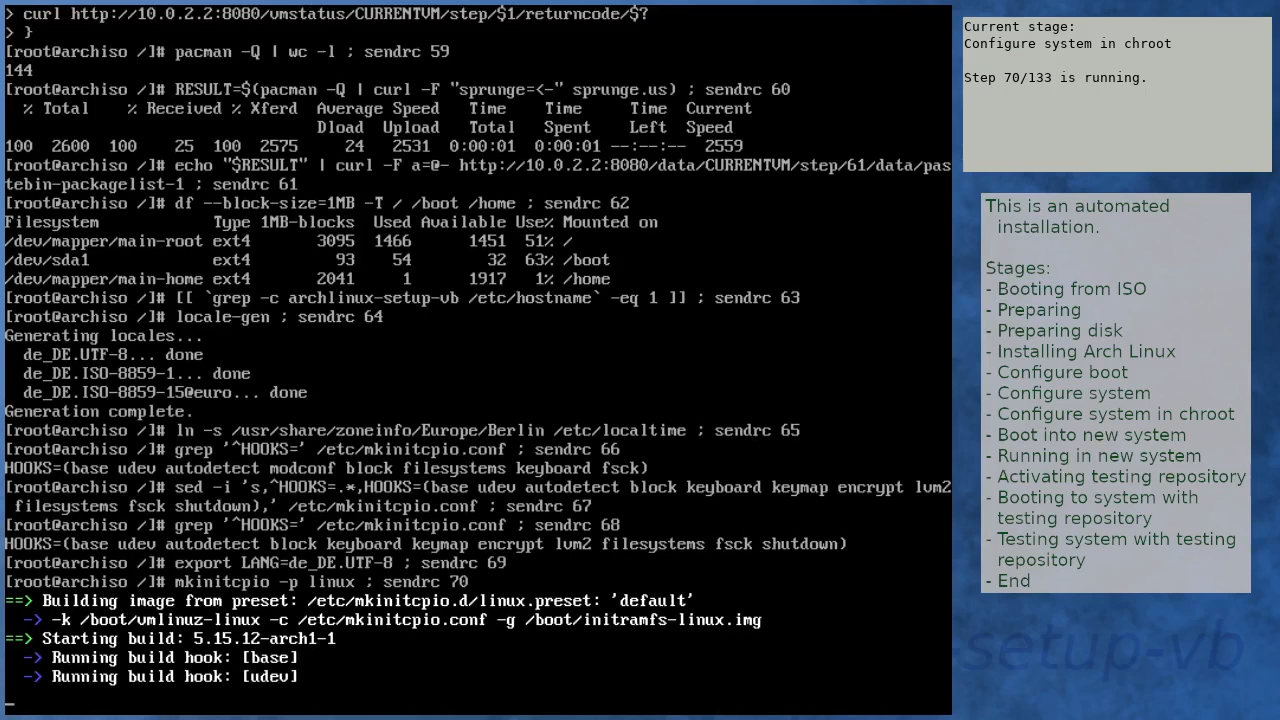 > curl http://10.0.2.2:8080/vmstatus/CURRENTVM/step/$1/returncode/$?
> }
[root@archiso /]# pacman -Q | wc -l ; sendrc 59
144
[root@archiso /]# RESULT=$(pacman -Q | curl -F "sprunge=<-" sprunge.us) ; sendrc 60
  % Total    % Received % Xferd  Average Speed   Time    Time     Time  Current
                                 Dload  Upload   Total   Spent    Left  Speed
100  2600  100    25  100  2575     24   2531  0:00:01  0:00:01 --:--:--  2559
[root@archiso /]# echo "$RESULT" | curl -F a=@- http://10.0.2.2:8080/data/CURRENTVM/step/61/data/pas
tebin-packagelist-1 ; sendrc 61
[root@archiso /]# df --block-size=1MB -T / /boot /home ; sendrc 62
Filesystem            Type 1MB-blocks  Used Available Use% Mounted on
/dev/mapper/main-root ext4       3095  1466      1451  51% /
/dev/sda1             ext4         93    54        32  63% /boot
/dev/mapper/main-home ext4       2041     1      1917   1% /home
[root@archiso /]# [[ `grep -c archlinux-setup-vb /etc/hostname` -eq 1 ]] ; sendrc 63
[root@archiso /]# locale-gen ; sendrc 64
Generating locales...
  de_DE.UTF-8... done
  de_DE.ISO-8859-1... done
  de_DE.ISO-8859-15@euro... done
Generation complete.
[root@archiso /]# ln -s /usr/share/zoneinfo/Europe/Berlin /etc/localtime ; sendrc 65
[root@archiso /]# grep '^HOOKS=' /etc/mkinitcpio.conf ; sendrc 66
HOOKS=(base udev autodetect modconf block filesystems keyboard fsck)
[root@archiso /]# sed -i 's,^HOOKS=.*,HOOKS=(base udev autodetect block keyboard keymap encrypt lvm2
 filesystems fsck shutdown),' /etc/mkinitcpio.conf ; sendrc 67
[root@archiso /]# grep '^HOOKS=' /etc/mkinitcpio.conf ; sendrc 68
HOOKS=(base udev autodetect block keyboard keymap encrypt lvm2 filesystems fsck shutdown)
[root@archiso /]# export LANG=de_DE.UTF-8 ; sendrc 69
[root@archiso /]# mkinitcpio -p linux ; sendrc 70
==> Building image from preset: /etc/mkinitcpio.d/linux.preset: 'default'
  -> -k /boot/vmlinuz-linux -c /etc/mkinitcpio.conf -g /boot/initramfs-linux.img
==> Starting build: 5.15.12-arch1-1
  -> Running build hook: [base]
  -> Running build hook: [udev]
_
Current stage:
Configure system in chroot
Step 70/133 is running.
This is an automated
installation.
Stages:
- Booting from ISO
- Preparing
- Preparing disk
- Installing Arch Linux
- Configure boot
- Configure system
- Configure system in chroot
- Boot into new system
- Running in new system
- Activating testing repository
- Booting to system with
testing repository
- Testing system with testing
repository
- End
-setup-vb